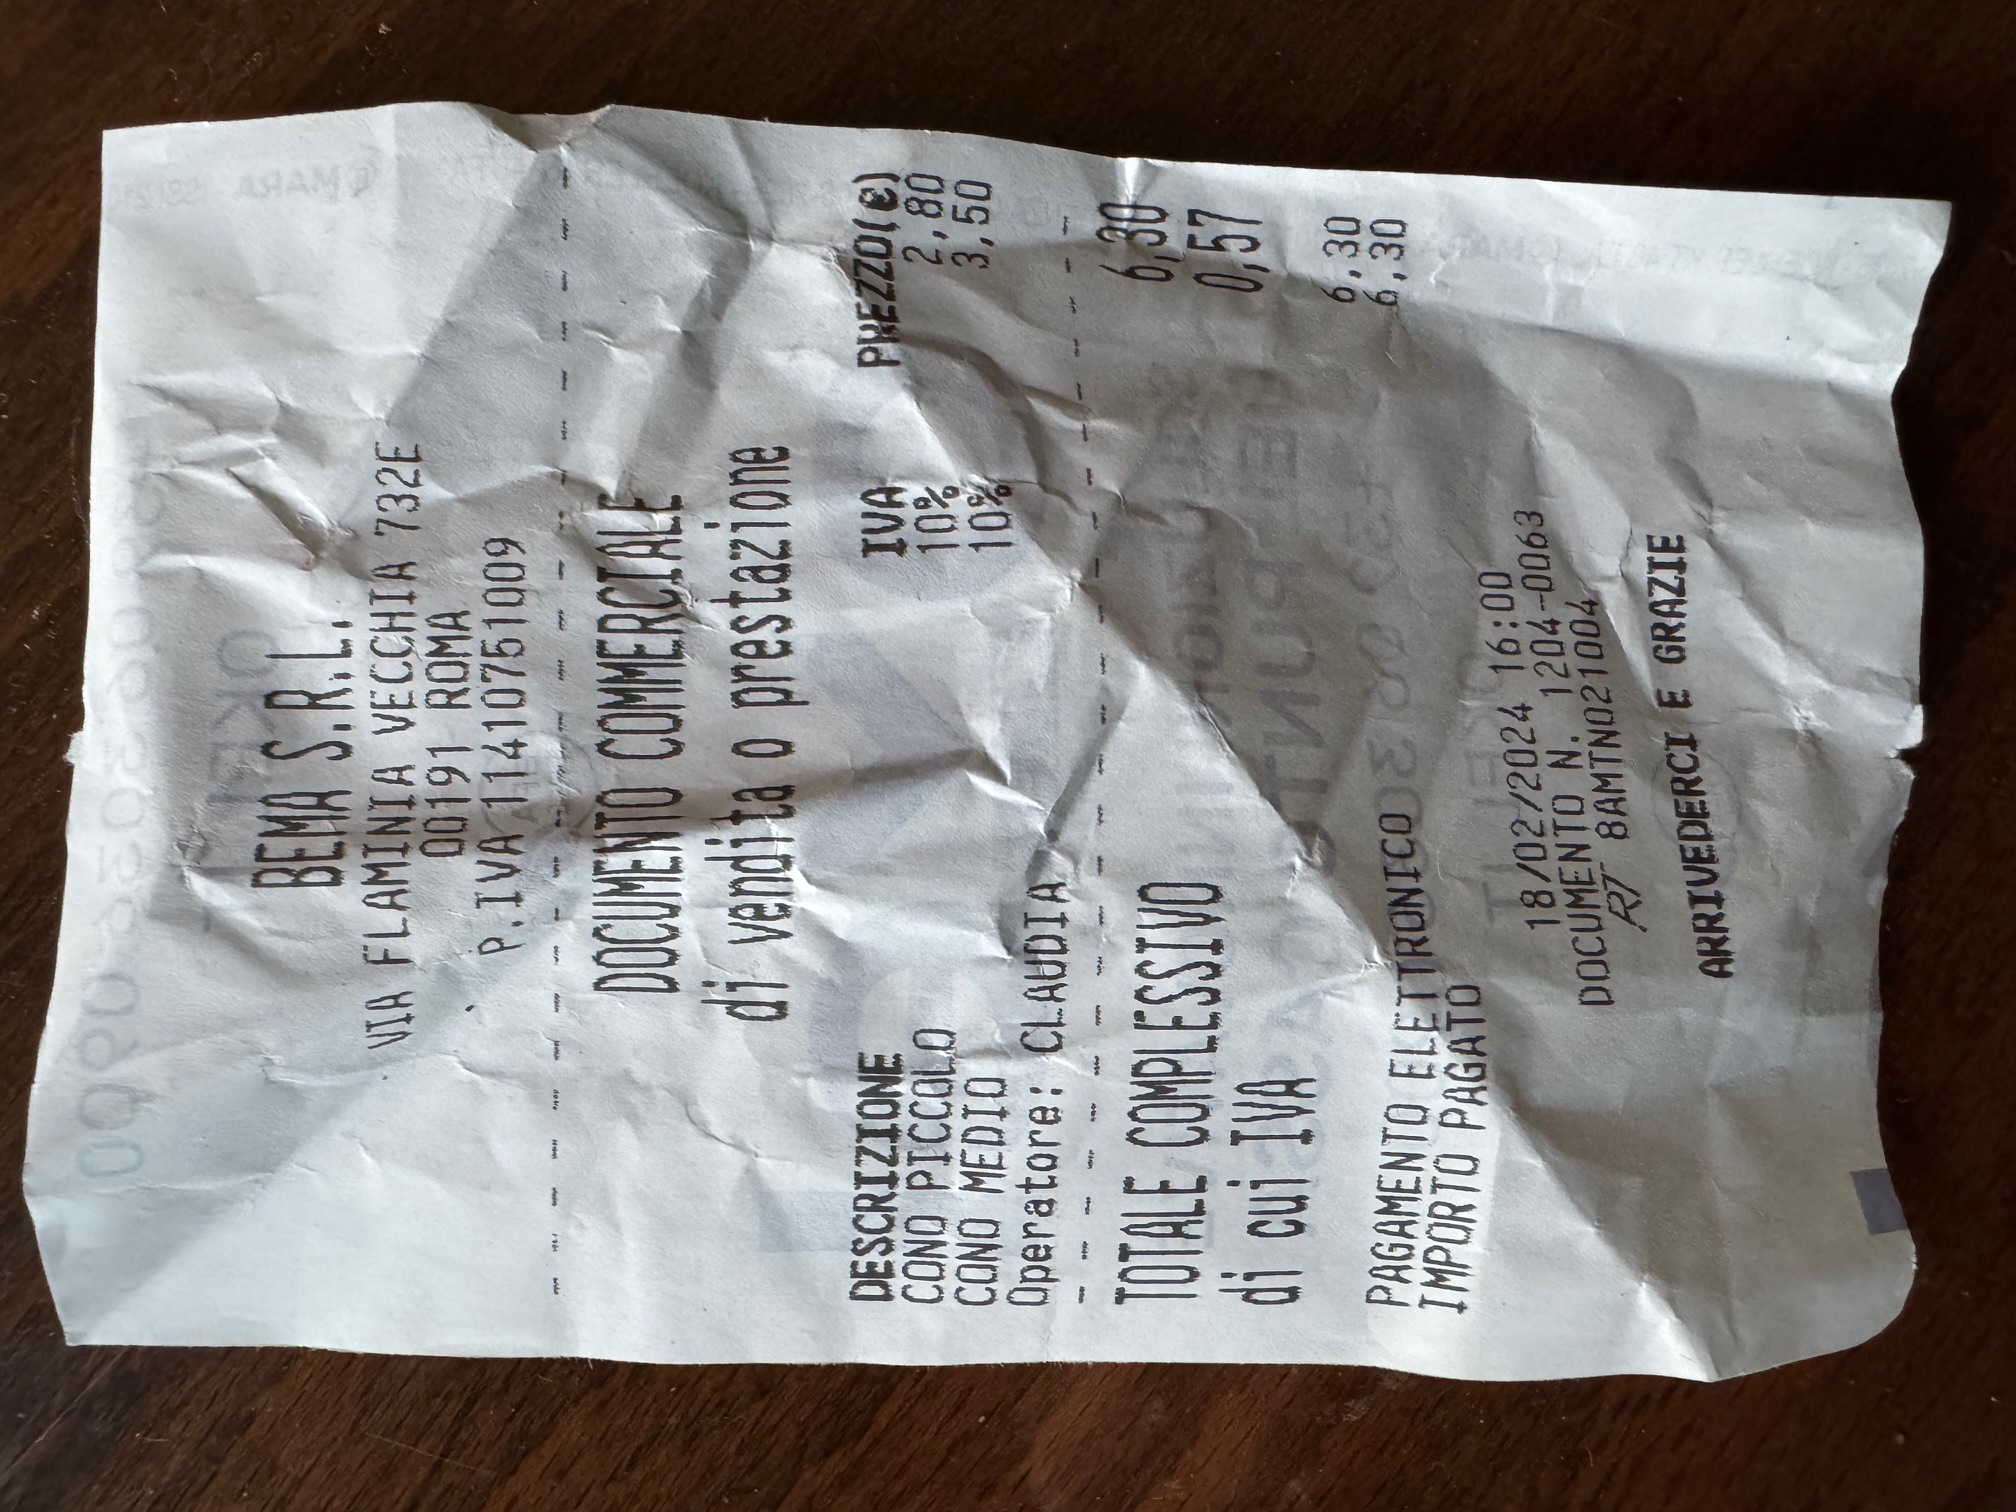 BEMA S.R.L.
VIA FLAMINIA VECCHIA 732E
00191 ROMA
P.IVA 11410761009
DOCUMENTO COMMERCIALE
di vendita o prestazione
DESCRIZIONE IVA PREZZO(€)
CONO PICCOLO 10% 2,80
CONO MEDIO 10% 3,50
Operatore: CLAUDIA
TOTALE COMPLESSIVO 6,30
di cui IVA 0,57
PAGAMENTO ELETTRONICO 6,30
IMPORTO PAGATO 6,30
18/02/2024 16:00
DOCUMENTO N. 1204-0063
RT 8AMTN021004
ARRIVEDERCI E GRAZIE